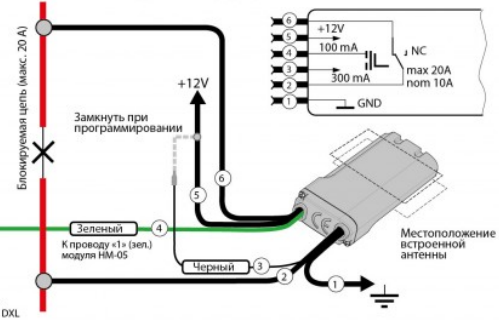 Блокируемая цепь (макс. 20 А)
Замкнуть при
программировании
+12V
6
5
Зеленый
4
К проводу «1» (зел.)
модуля HM-05
Черный
3
2
1
6
5
4
3
2
1
+12V
100 mA
300 mA
NC
max 20A
nom 10A
GND
CE
Местоположение
встроенной
антенны
DXL